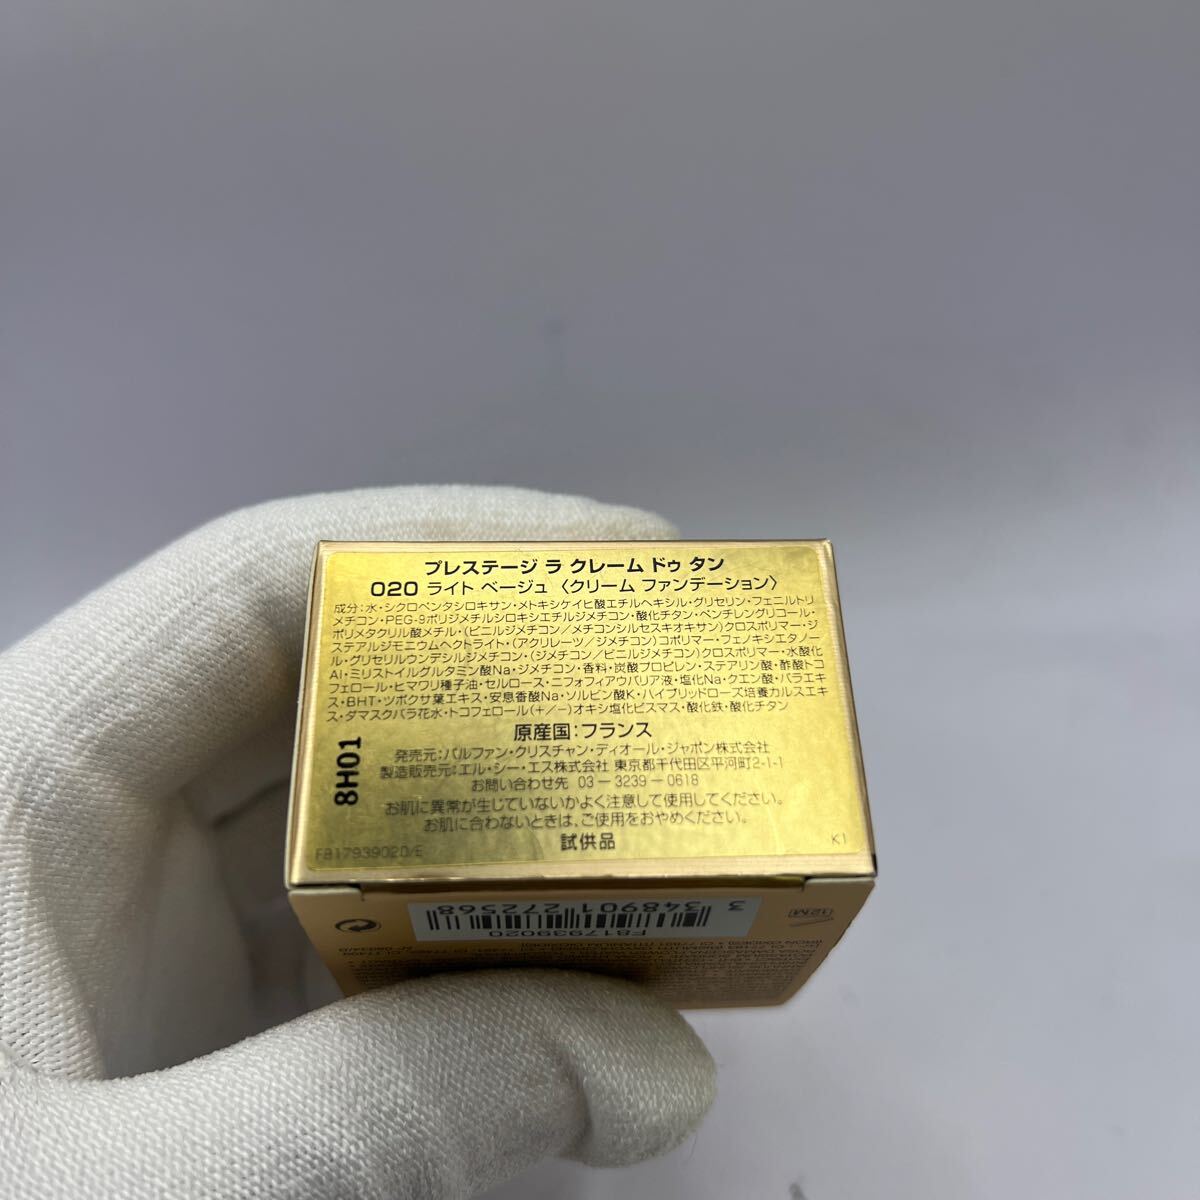 プレステージ ラ クレーム ドゥ タン
020 ライト ベージュ 〈クリーム ファンデーション〉
成分:水・シクロペンタシロキサン・メトキシケイヒ酸エチルヘキシル・グリセリン・フェニルトリ
メチコン・PEG-9ポリジメチルシロキシエチルジメチコン・酸化チタン・ペンチレングリコール・
ポリメタクリル酸メチル・(ビニルジメチコン/メチコンシルセスキオキサン)クロスポリマー・ジ
ステアルジモニウムヘクトライト・(アクリレーツ/ジメチコン)コポリマー・フェノキシエタノー
ル・グリセリルウンデシルジメチコン・(ジメチコン/ビニルジメチコン)クロスポリマー・水酸化
Al・ミリストイルグルタミン酸Na・ジメチコン・香料・炭酸プロピレン・ステアリン酸・酢酸トコ
フェロール・ヒマワリ種子油・セルロース・ニフォフィアウバリア液・塩化Na・クエン酸・バラエキ
ス・BHT・ツボクサ葉エキス・安息香酸Na・ソルビン酸K・ハイブリッドローズ培養カルスエキ
ス・ダマスクバラ花水・トコフェロール(+/-)オキシ塩化ビスマス・酸化鉄・酸化チタン
原産国:フランス
発売元:パルファン・クリスチャン・ディオール・ジャポン株式会社
製造販売元:エル・シー・エス株式会社 東京都千代田区平河町2-1-1
お問い合わせ先 03-3239-0618
お肌に異常が生じていないかよく注意して使用してください。
お肌に合わないときは、ご使用をおやめください。
試供品
8H01
F817939020/E
K1
3 348901 272568
F817939020
12M